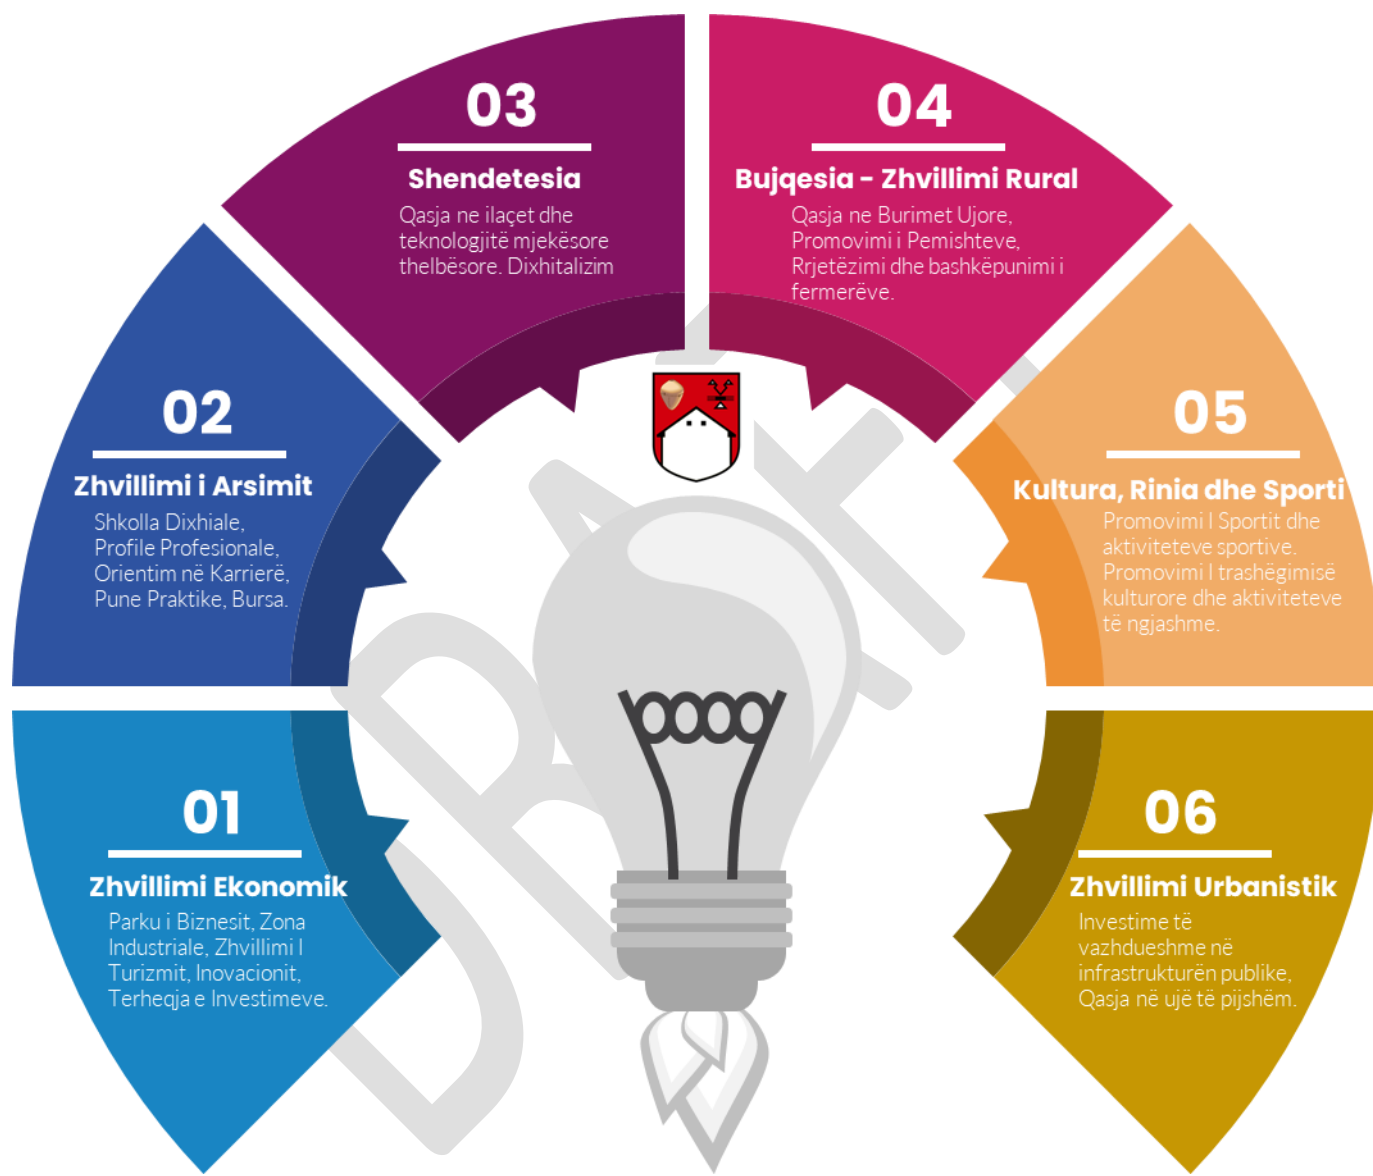 03
Shendetesia
Qasja ne ilaçet dhe
teknologjitë mjekësore
thelbësore. Dixhitalizim
04
Bujqesia - Zhvillimi Rural
Qasja ne Burimet Ujore,
Promovimi i Pemishteve,
Rrjetëzimi dhe bashkëpunimi i
fermerëve.
02
Zhvillimi i Arsimit
Shkolla Dixhiale,
Profile Profesionale,
Orientim në Karrierë,
Pune Praktike, Bursa.
05
Kultura, Rinia dhe Sporti
Promovimi I Sportit dhe
aktiviteteve sportive.
Promovimi I trashëgimisë
kulturore dhe aktiviteteve
të ngjashme.
01
Zhvillimi Ekonomik
Parku i Biznesit, Zona
Industriale, Zhvillimi I
Turizmit, Inovacionit,
Terheqja e Investimeve.
06
Zhvillimi Urbanistik
Investime të
vazhdueshme në
infrastrukturën publike,
Qasja në ujë të pijshëm.
DRAFT